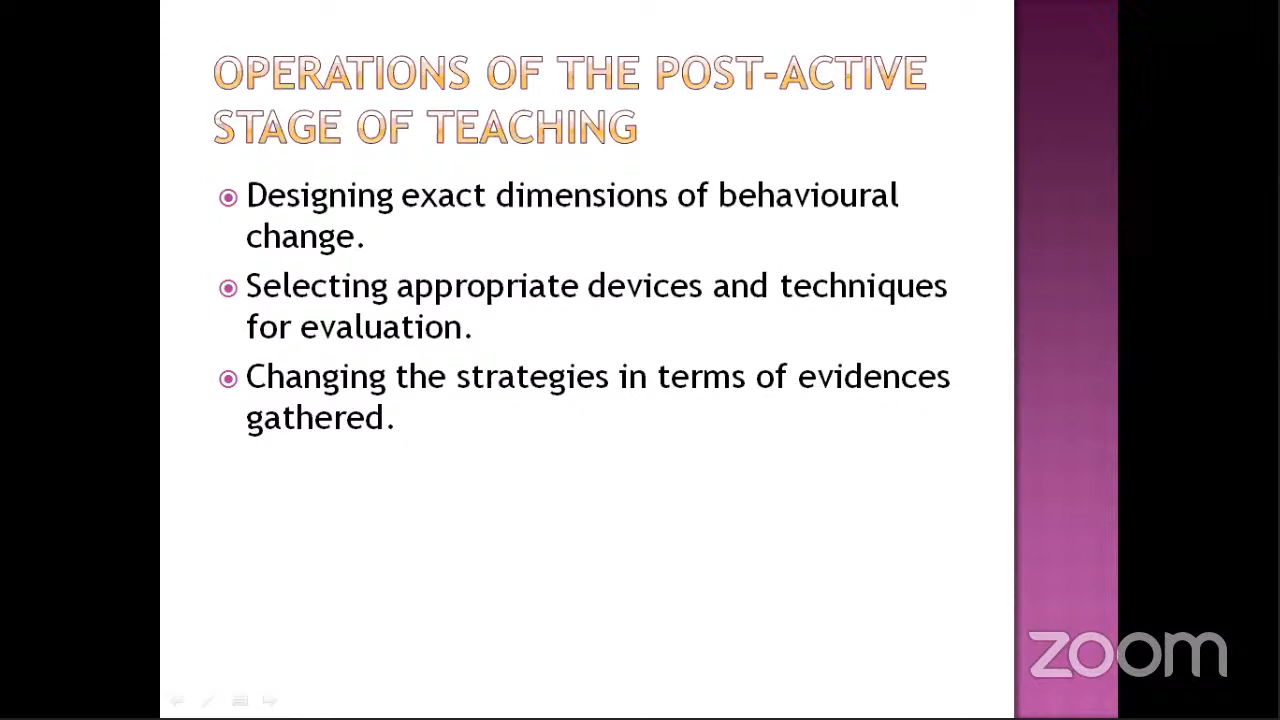 OPERATIONS OF THE POST-ACTIVE
STAGE OF TEACHING
Designing exact dimensions of behavioural
change.
Selecting appropriate devices and techniques
for evaluation.
Changing the strategies in terms of evidences
gathered.
zoom